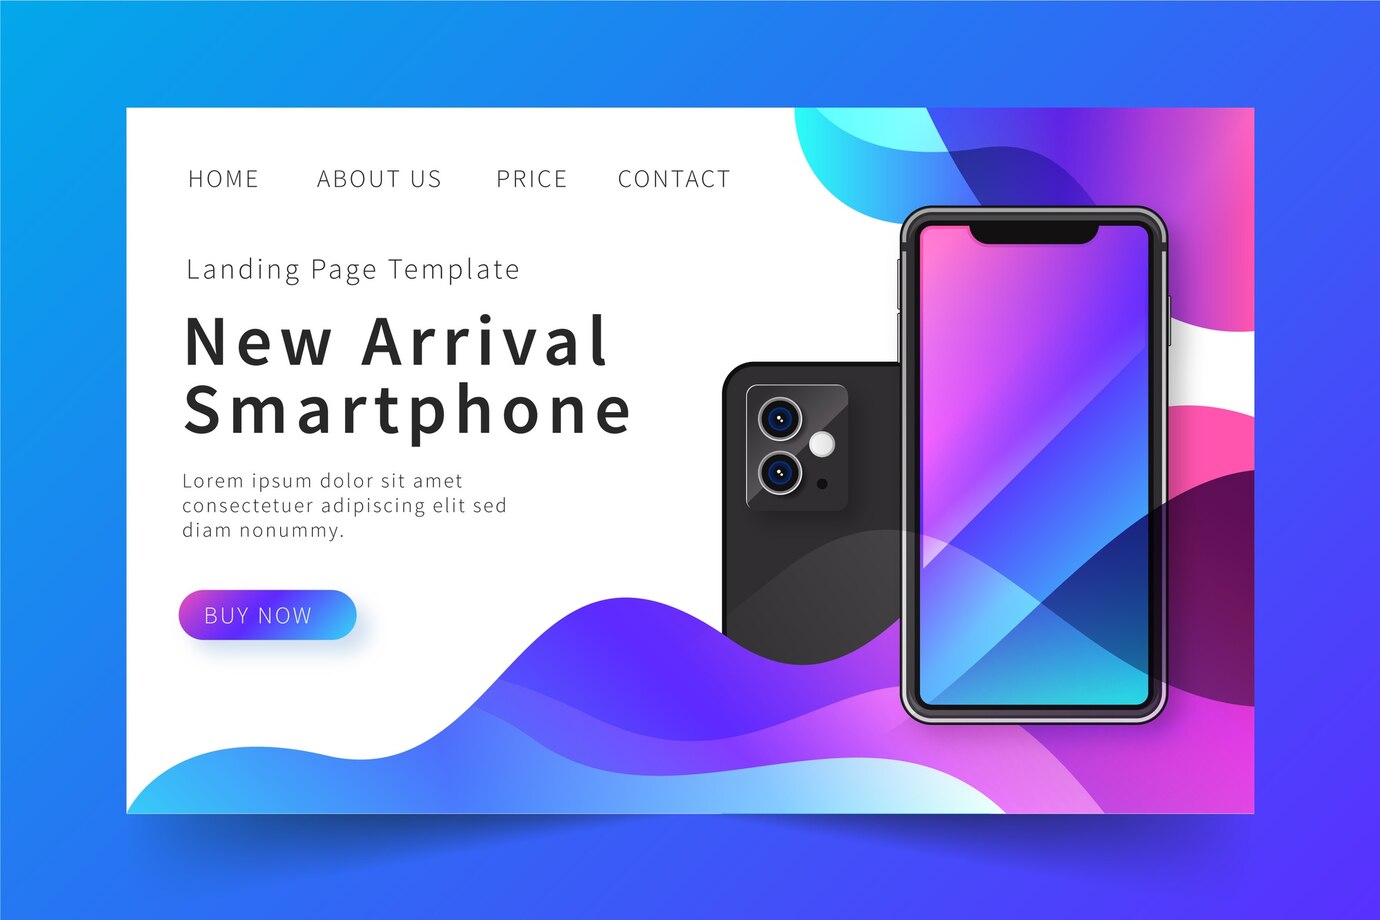 HOME ABOUT US PRICE CONTACT
Landing Page Template
New Arrival
Smartphone
Lorem ipsum dolor sit amet
consectetuer adipiscing elit sed
diam nonummy.
BUY NOW